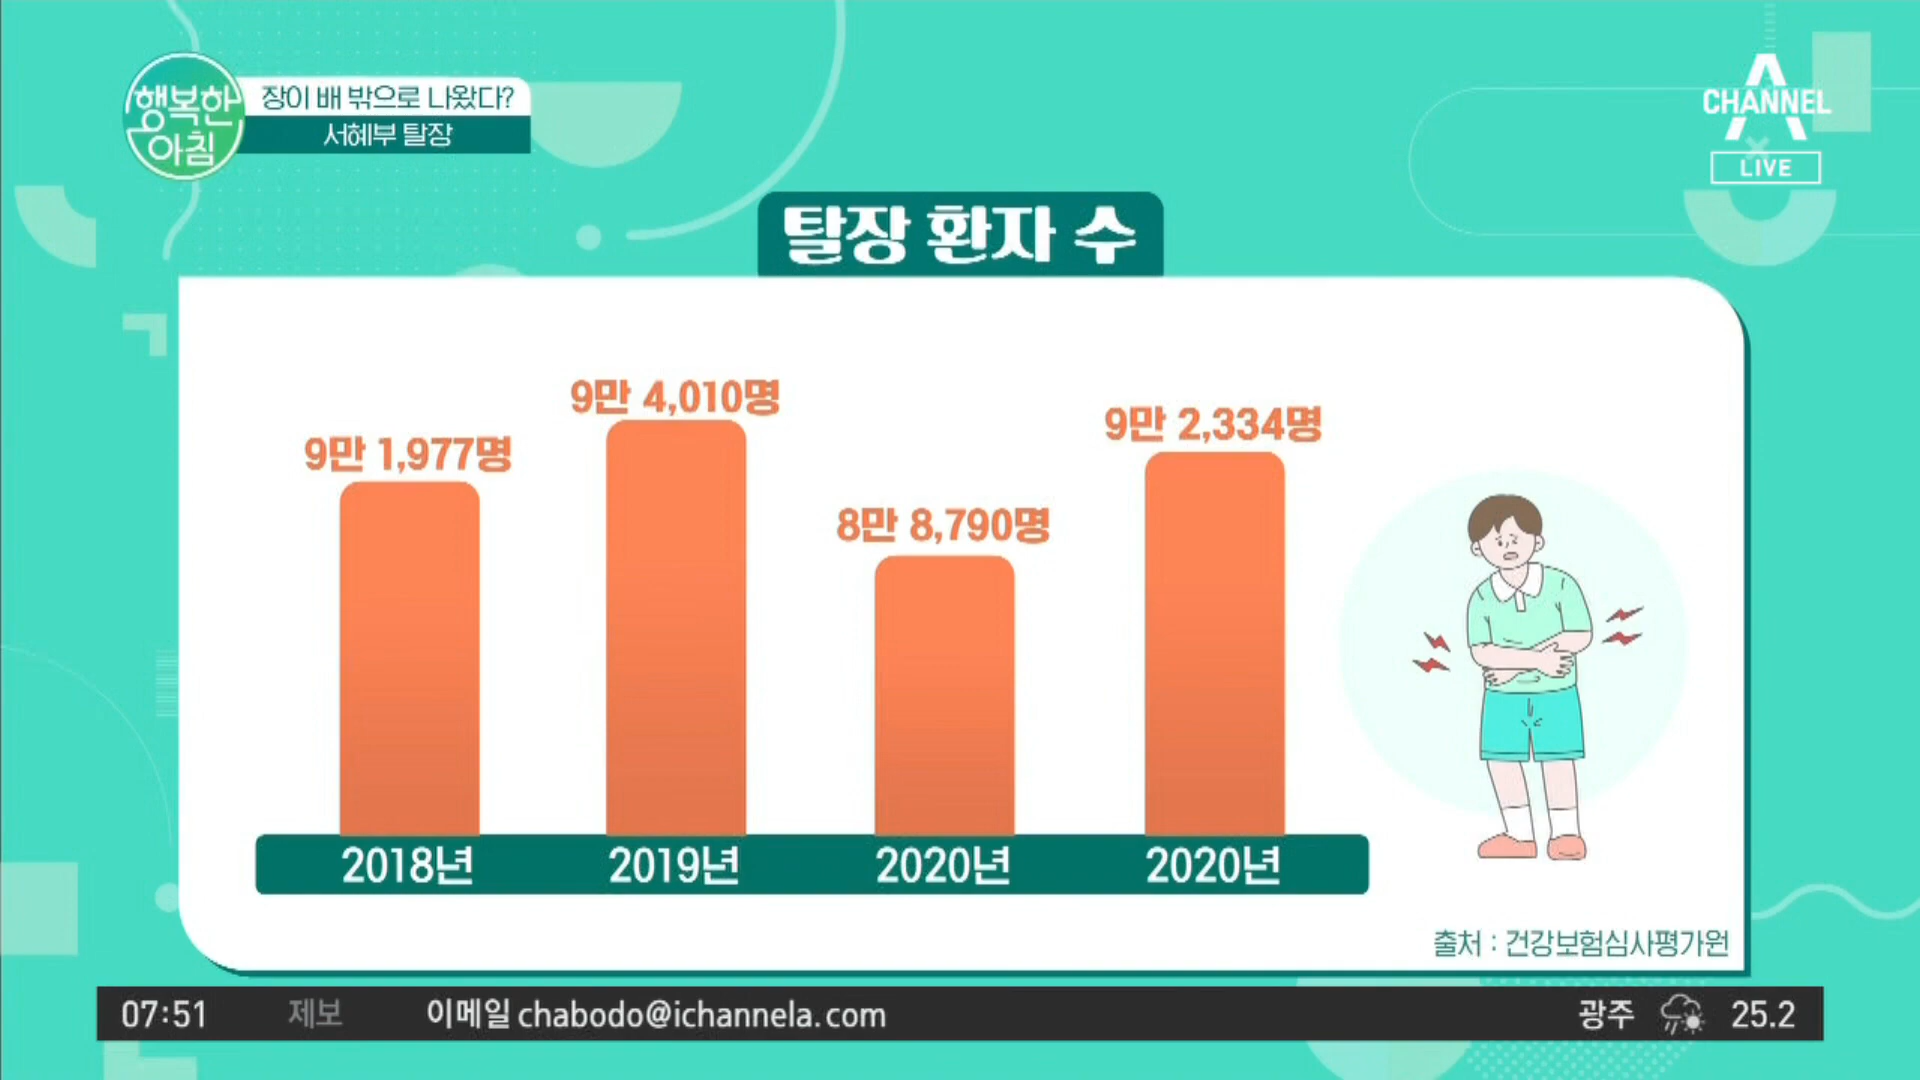 행복한
아침
장이 배 밖으로 나왔다?
서혜부 탈장
CHANNEL A
LIVE
탈장 환자 수
9만 1,977명
9만 4,010명
8만 8,790명
9만 2,334명
2018년
2019년
2020년
2020년
출처 : 건강보험심사평가원
07:51 제보 이메일 chabodo@ichannela.com 광주 25.2